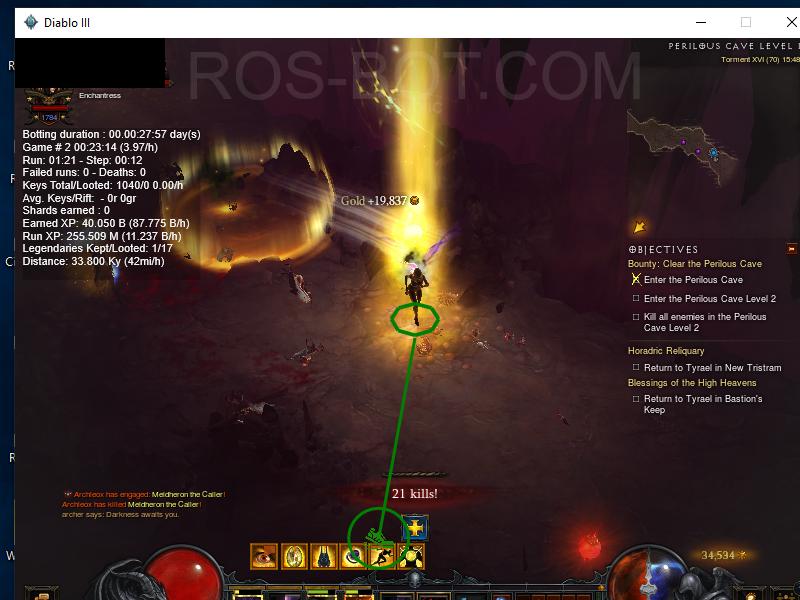 Diablo III
ROS-BOT.COM
PERILOUS CAVE LEVEL 1
Torment XVI (70) 15:48
Enchantress
1784
Botting duration : 00.00:27:57 day(s)
Game # 2 00:23:14 (3.97/h)
Run: 01:21 - Step: 00:12
Failed runs: 0 - Deaths: 0
Keys Total/Looted: 1040/0 0.00/h
Avg. Keys/Rift: - 0r 0gr
Shards earned : 0
Earned XP: 40.050 B (87.775 B/h)
Run XP: 255.509 M (11.237 B/h)
Legendaries Kept/Looted: 1/17
Distance: 33.800 Ky (42mi/h)
Gold +19,837
OBJECTIVES
Bounty: Clear the Perilous Cave
Enter the Perilous Cave
Enter the Perilous Cave Level 2
Kill all enemies in the Perilous
Cave Level 2
Horadric Reliquary
Return to Tyrael in New Tristram
Blessings of the High Heavens
Return to Tyrael in Bastion's
Keep
Archleox has engaged: Meldheron the Caller!
Archleox has killed Meldheron the Caller!
archer says: Darkness awaits you.
21 kills!
34,534